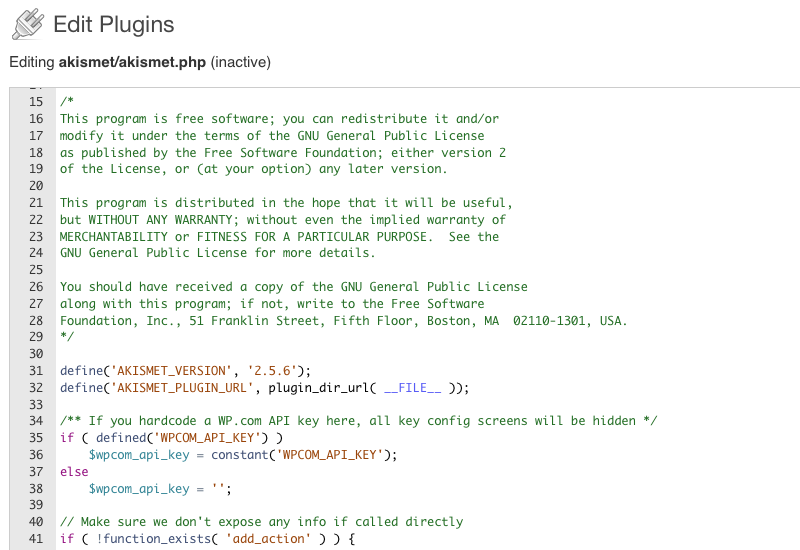 Edit Plugins
Editing akismet/akismet.php (inactive)
15 /*
16 This program is free software; you can redistribute it and/or
17 modify it under the terms of the GNU General Public License
18 as published by the Free Software Foundation; either version 2
19 of the License, or (at your option) any later version.
20
21 This program is distributed in the hope that it will be useful,
22 but WITHOUT ANY WARRANTY; without even the implied warranty of
23 MERCHANTABILITY or FITNESS FOR A PARTICULAR PURPOSE.  See the
24 GNU General Public License for more details.
25
26 You should have received a copy of the GNU General Public License
27 along with this program; if not, write to the Free Software
28 Foundation, Inc., 51 Franklin Street, Fifth Floor, Boston, MA  02110-1301, USA.
29 */
30
31 define('AKISMET_VERSION', '2.5.6');
32 define('AKISMET_PLUGIN_URL', plugin_dir_url( __FILE__ ));
33
34 /** If you hardcode a WP.com API key here, all key config screens will be hidden */
35 if ( defined('WPCOM_API_KEY') )
36     $wpcom_api_key = constant('WPCOM_API_KEY');
37 else
38     $wpcom_api_key = '';
39
40 // Make sure we don't expose any info if called directly
41 if ( !function_exists( 'add_action' ) ) {